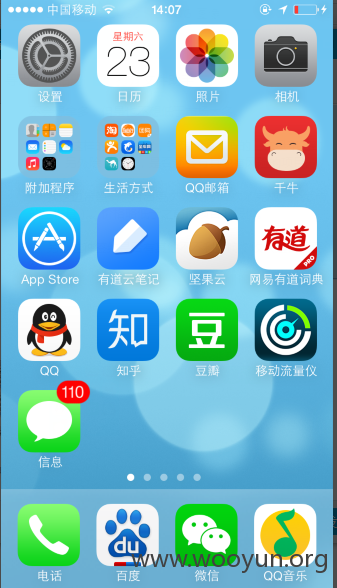 中国移动 14:07
星期六
23
设置 日历 照片 相机
淘
附加程序 生活方式 QQ邮箱 千牛
有道
PRO
App Store 有道云笔记 坚果云 网易有道词典
知 豆
QQ 知乎 豆瓣 移动流量仪
110
信息
du
www.wooyun.org
电话 百度 微信 QQ音乐